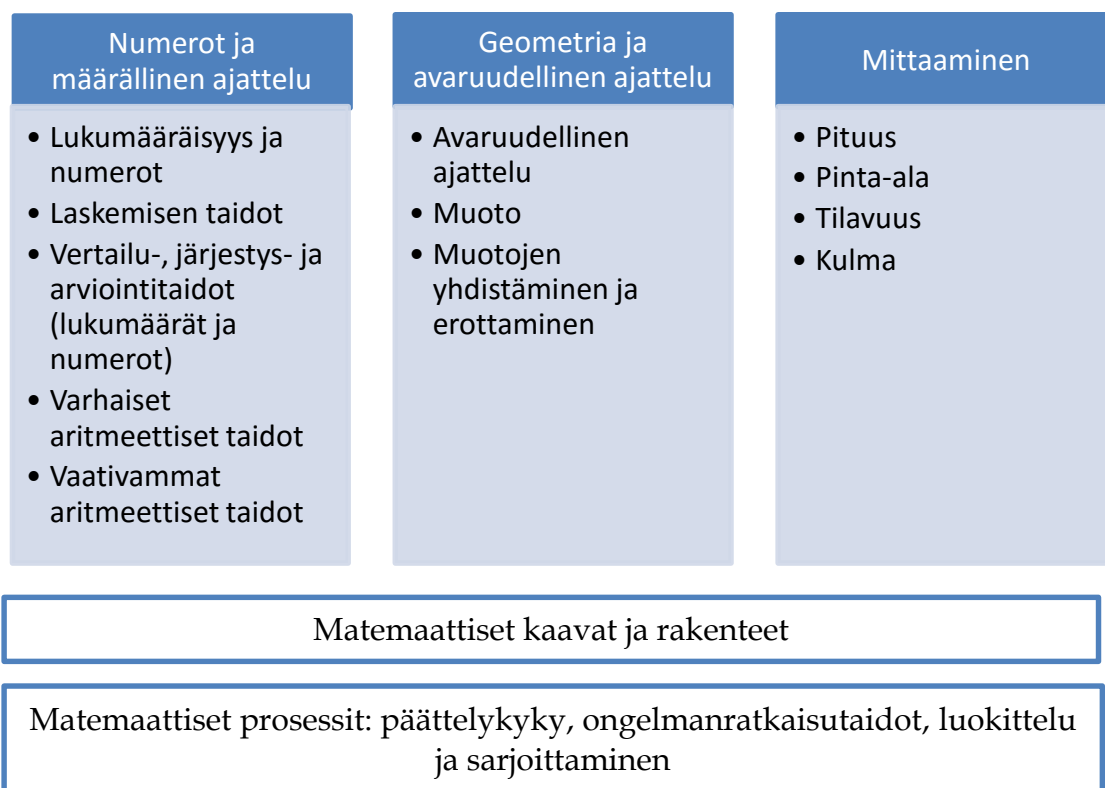 Numerot ja
määrällinen ajattelu
• Lukumääräisyys ja
numerot
• Laskemisen taidot
• Vertailu-, järjestys- ja
arviointitaidot
(lukumäärät ja
numerot)
• Varhaiset
aritmeettiset taidot
• Vaativammat
aritmeettiset taidot
Geometria ja
avaruudellinen ajattelu
• Avaruudellinen
ajattelu
• Muoto
• Muotojen
yhdistäminen ja
erottaminen
Mittaaminen
• Pituus
• Pinta-ala
• Tilavuus
• Kulma
Matemaattiset kaavat ja rakenteet
Matemaattiset prosessit: päättelykyky, ongelmanratkaisutaidot, luokittelu
ja sarjoittaminen